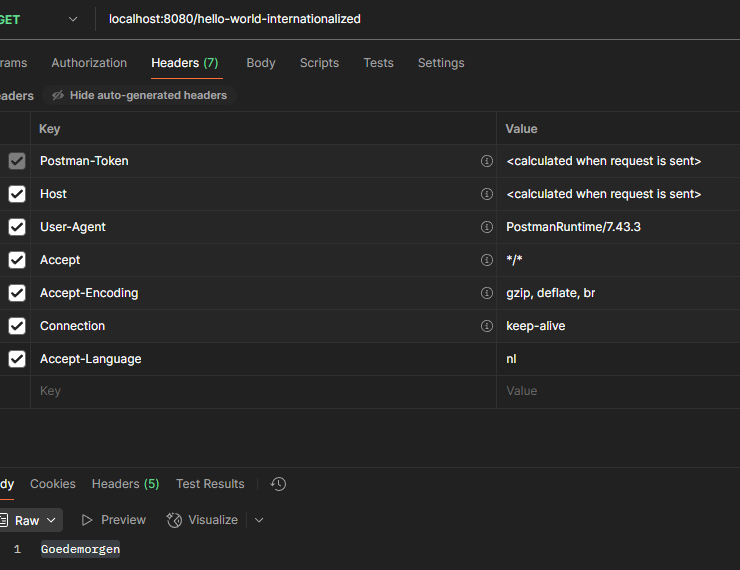 GET localhost:8080/hello-world-internationalized
rams Authorization Headers (7) Body Scripts Tests Settings
eaders Hide auto-generated headers
Key Value
Postman-Token <calculated when request is sent>
Host <calculated when request is sent>
User-Agent PostmanRuntime/7.43.3
Accept */*
Accept-Encoding gzip, deflate, br
Connection keep-alive
Accept-Language nl
Key Value
dy Cookies Headers (5) Test Results
Raw Preview Visualize
1 Goedemorgen